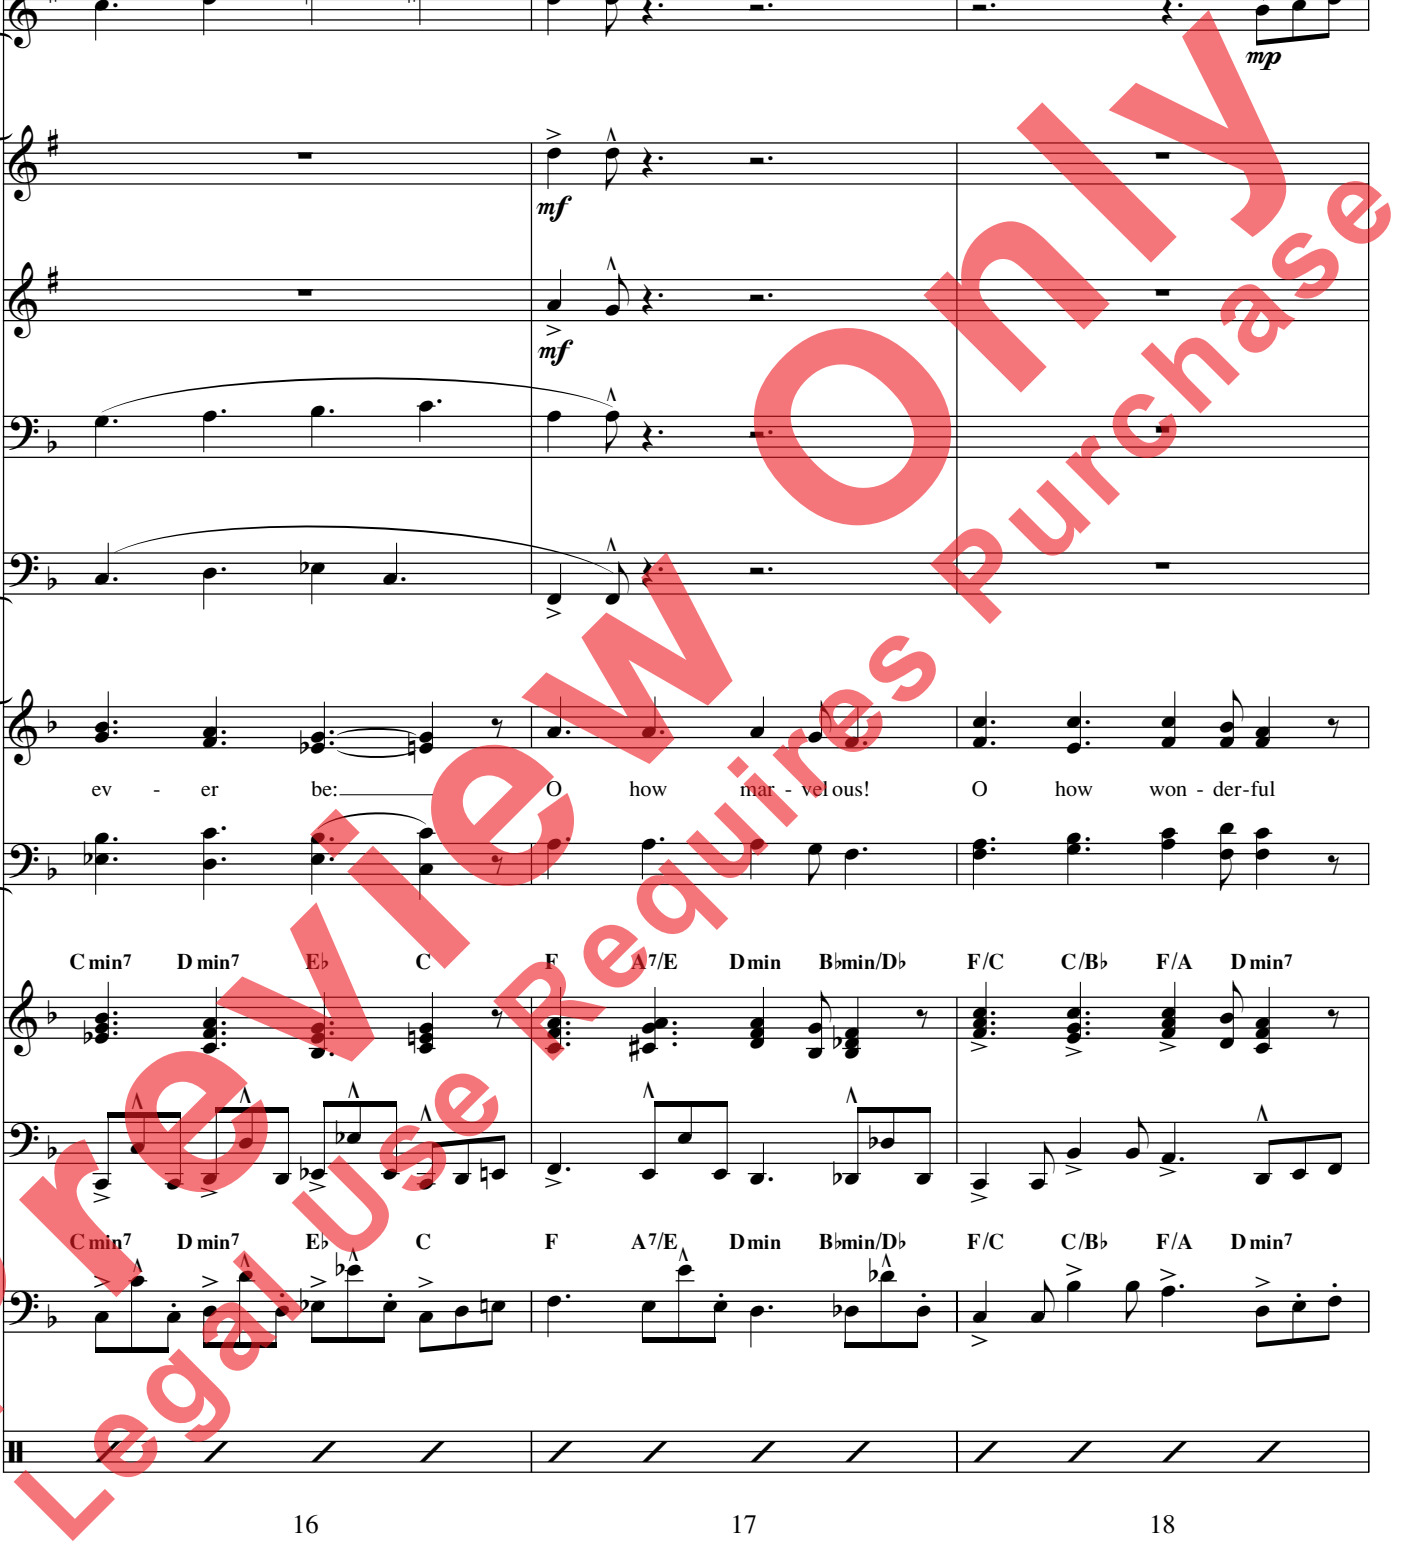 mp
mf
mf
ev - er be: O how mar - vel ous! O how won - der - ful
C min7 D min7 E♭ C F A7/E D min B♭min/D♭ F/C C/B♭ F/A D min7
C min7 D min7 E♭ C F A7/E D min B♭min/D♭ F/C C/B♭ F/A D min7
16 17 18
review Only
Legal Use Requires Purchase